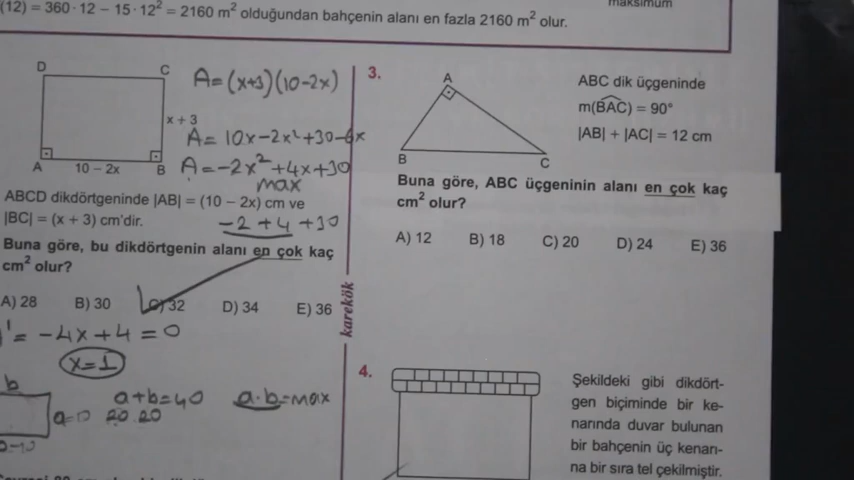 (12) = 360 · 12 – 15 · 12² = 2160 m² olduğundan bahçenin alanı en fazla 2160 m² olur.
maksimum
D
C
x + 3
A
10 – 2x
B
A = (x+3)(10-2x)
A = 10x-2x²+30-6x
A = -2x²+4x+30
max
-2 + 4 + 30
ABCD dikdörtgeninde |AB| = (10 – 2x) cm ve
|BC| = (x + 3) cm'dir.
Buna göre, bu dikdörtgenin alanı en çok kaç
cm² olur?
A) 28 B) 30 C) 32 D) 34 E) 36
= -4x + 4 = 0
x=1
b
a
a+b=40
a.b=max
20.20
karekök
3.
A
B
C
ABC dik üçgeninde
m(BAC) = 90°
|AB| + |AC| = 12 cm
Buna göre, ABC üçgeninin alanı en çok kaç
cm² olur?
A) 12 B) 18 C) 20 D) 24 E) 36
4.
Şekildeki gibi dikdört-
gen biçiminde bir ke-
narında duvar bulunan
bir bahçenin üç kenarı-
na bir sıra tel çekilmiştir.